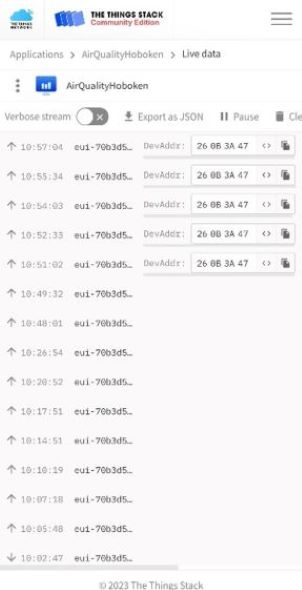 THE THINGS NETWORK
THE THINGS STACK
Community Edition
Applications > AirQualityHoboken > Live data
AirQualityHoboken
Verbose stream Export as JSON Pause Cle
↑ 10:57:04 eui-70b3d5… DevAddr: 26 0B 3A 47 <>
↑ 10:55:34 eui-70b3d5… DevAddr: 26 0B 3A 47 <>
↑ 10:54:03 eui-70b3d5… DevAddr: 26 0B 3A 47 <>
↑ 10:52:33 eui-70b3d5… DevAddr: 26 0B 3A 47 <>
↑ 10:51:02 eui-70b3d5… DevAddr: 26 0B 3A 47 <>
↑ 10:49:32 eui-70b3d5…
↑ 10:48:01 eui-70b3d5…
↑ 10:26:54 eui-70b3d5…
↑ 10:20:52 eui-70b3d5…
↑ 10:17:51 eui-70b3d5…
↑ 10:14:51 eui-70b3d5…
↑ 10:10:19 eui-70b3d5…
↑ 10:07:18 eui-70b3d5…
↑ 10:05:48 eui-70b3d5…
↓ 10:02:47 eui-70b3d5…
© 2023 The Things Stack